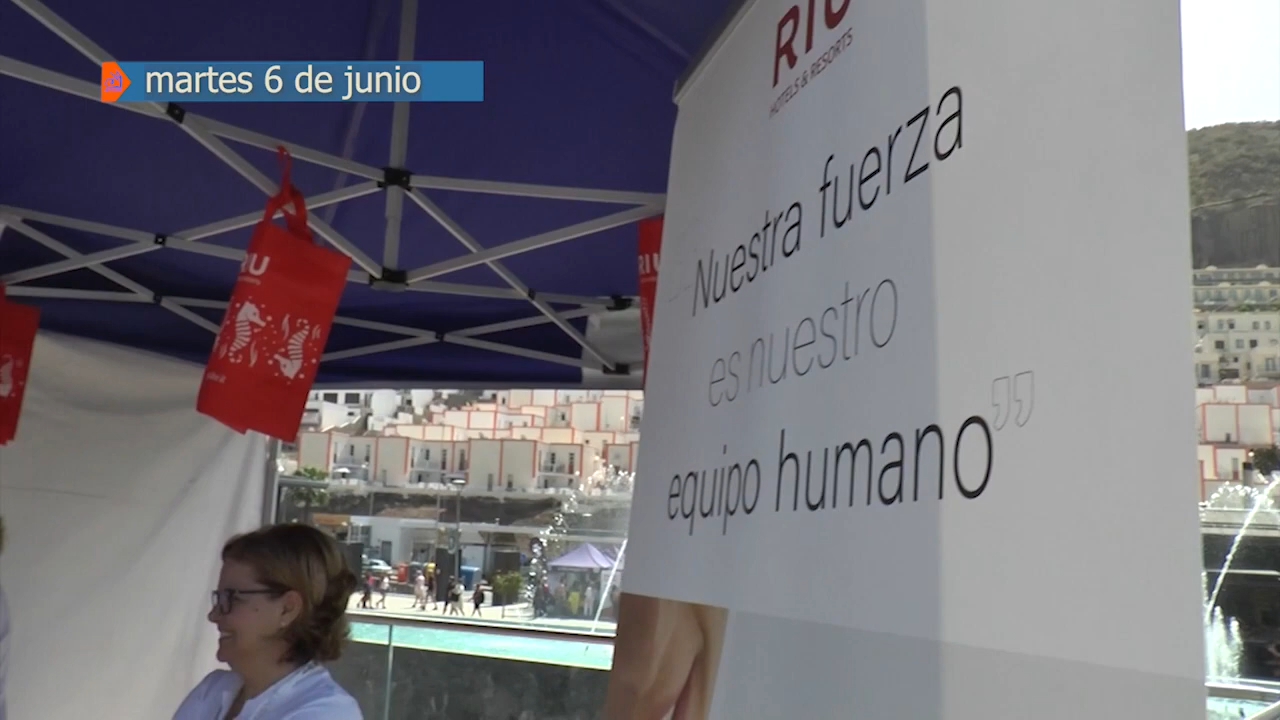 martes 6 de junio
RIU
HOTELS & RESORTS
Nuestra fuerza
es nuestro
equipo humano”
RIU
RIU